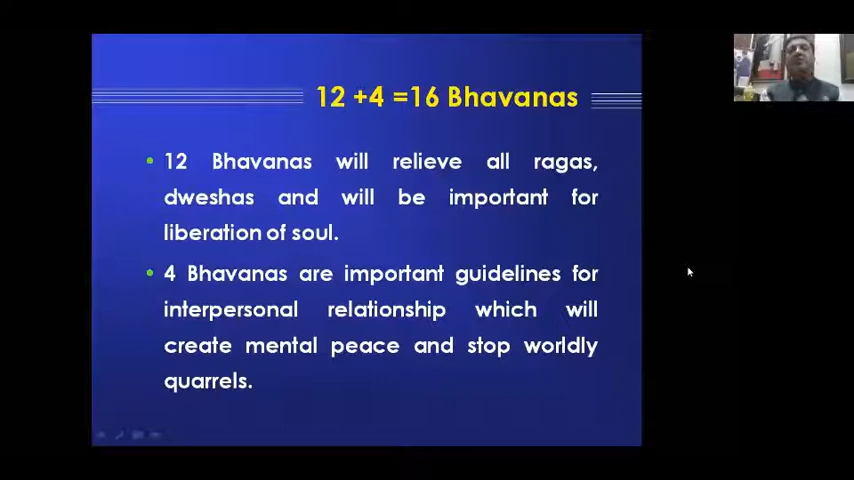 12 +4 =16 Bhavanas
12 Bhavanas will relieve all ragas,
dweshas and will be important for
liberation of soul.
4 Bhavanas are important guidelines for
interpersonal relationship which will
create mental peace and stop worldly
quarrels.